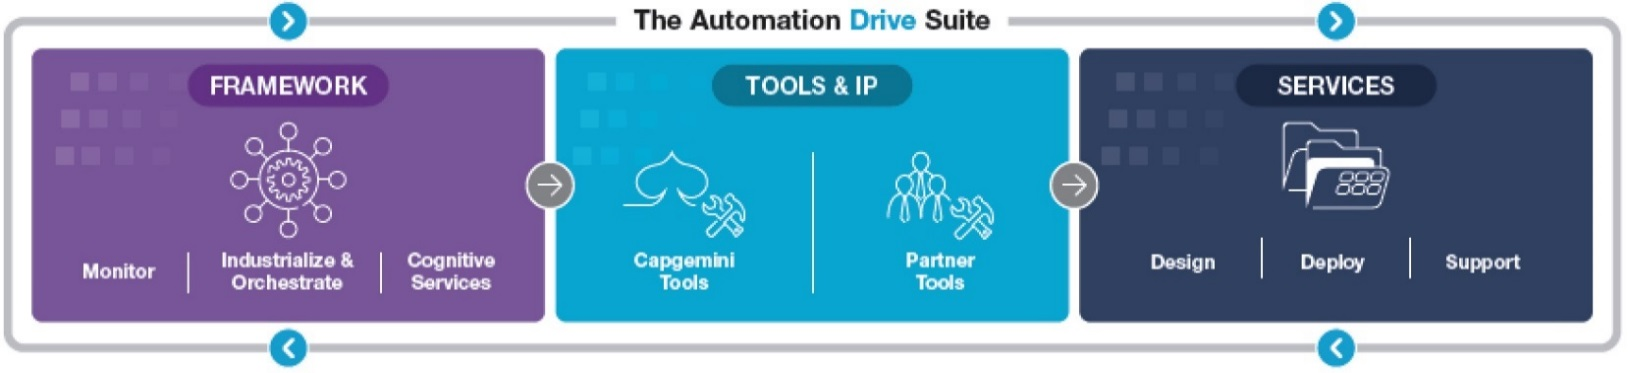 The Automation Drive Suite
FRAMEWORK
Monitor
Industrialize &
Orchestrate
Cognitive
Services
TOOLS & IP
Capgemini
Tools
Partner
Tools
SERVICES
Design
Deploy
Support